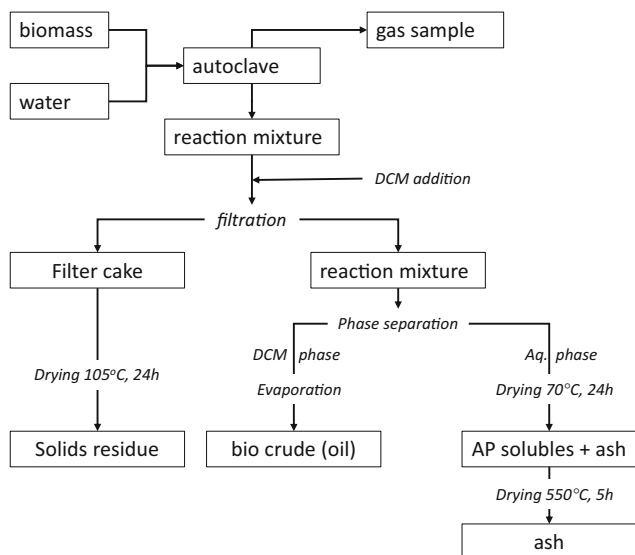 biomass
gas sample
autoclave
water
reaction mixture
DCM addition
filtration
Filter cake
reaction mixture
Phase separation
DCM phase
Aq. phase
Drying 105°C, 24h
Evaporation
Drying 70°C, 24h
Solids residue
bio crude (oil)
AP solubles + ash
Drying 550°C, 5h
ash